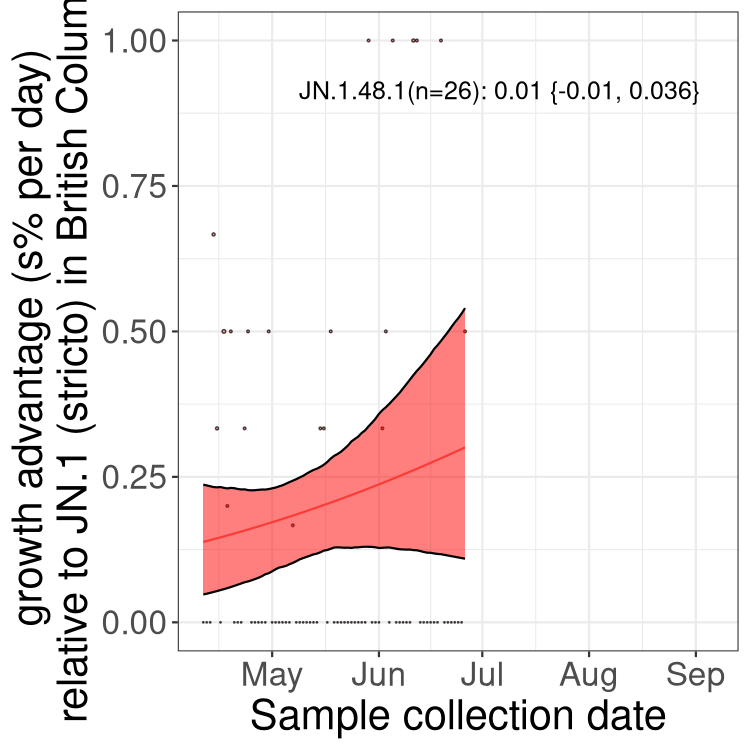 growth advantage (s% per day)
relative to JN.1 (stricto) in British Colum
1.00
0.75
0.50
0.25
0.00
JN.1.48.1(n=26): 0.01 {-0.01, 0.036}
May Jun Jul Aug Sep
Sample collection date